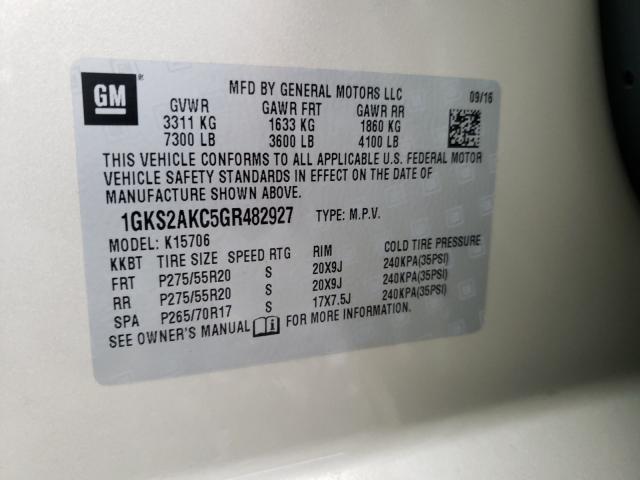 GM
MFD BY GENERAL MOTORS LLC 09/16
GVWR GAWR FRT GAWR RR
3311 KG 1633 KG 1860 KG
7300 LB 3600 LB 4100 LB
THIS VEHICLE CONFORMS TO ALL APPLICABLE U.S. FEDERAL MOTOR
VEHICLE SAFETY STANDARDS IN EFFECT ON THE DATE OF
MANUFACTURE SHOWN ABOVE.
1GKS2AKC5GR482927 TYPE: M.P.V.
MODEL: K15706
KKBT TIRE SIZE SPEED RTG RIM COLD TIRE PRESSURE
FRT P275/55R20 S 20X9J 240KPA(35PSI)
RR P275/55R20 S 20X9J 240KPA(35PSI)
SPA P265/70R17 S 17X7.5J 240KPA(35PSI)
SEE OWNER'S MANUAL FOR MORE INFORMATION.